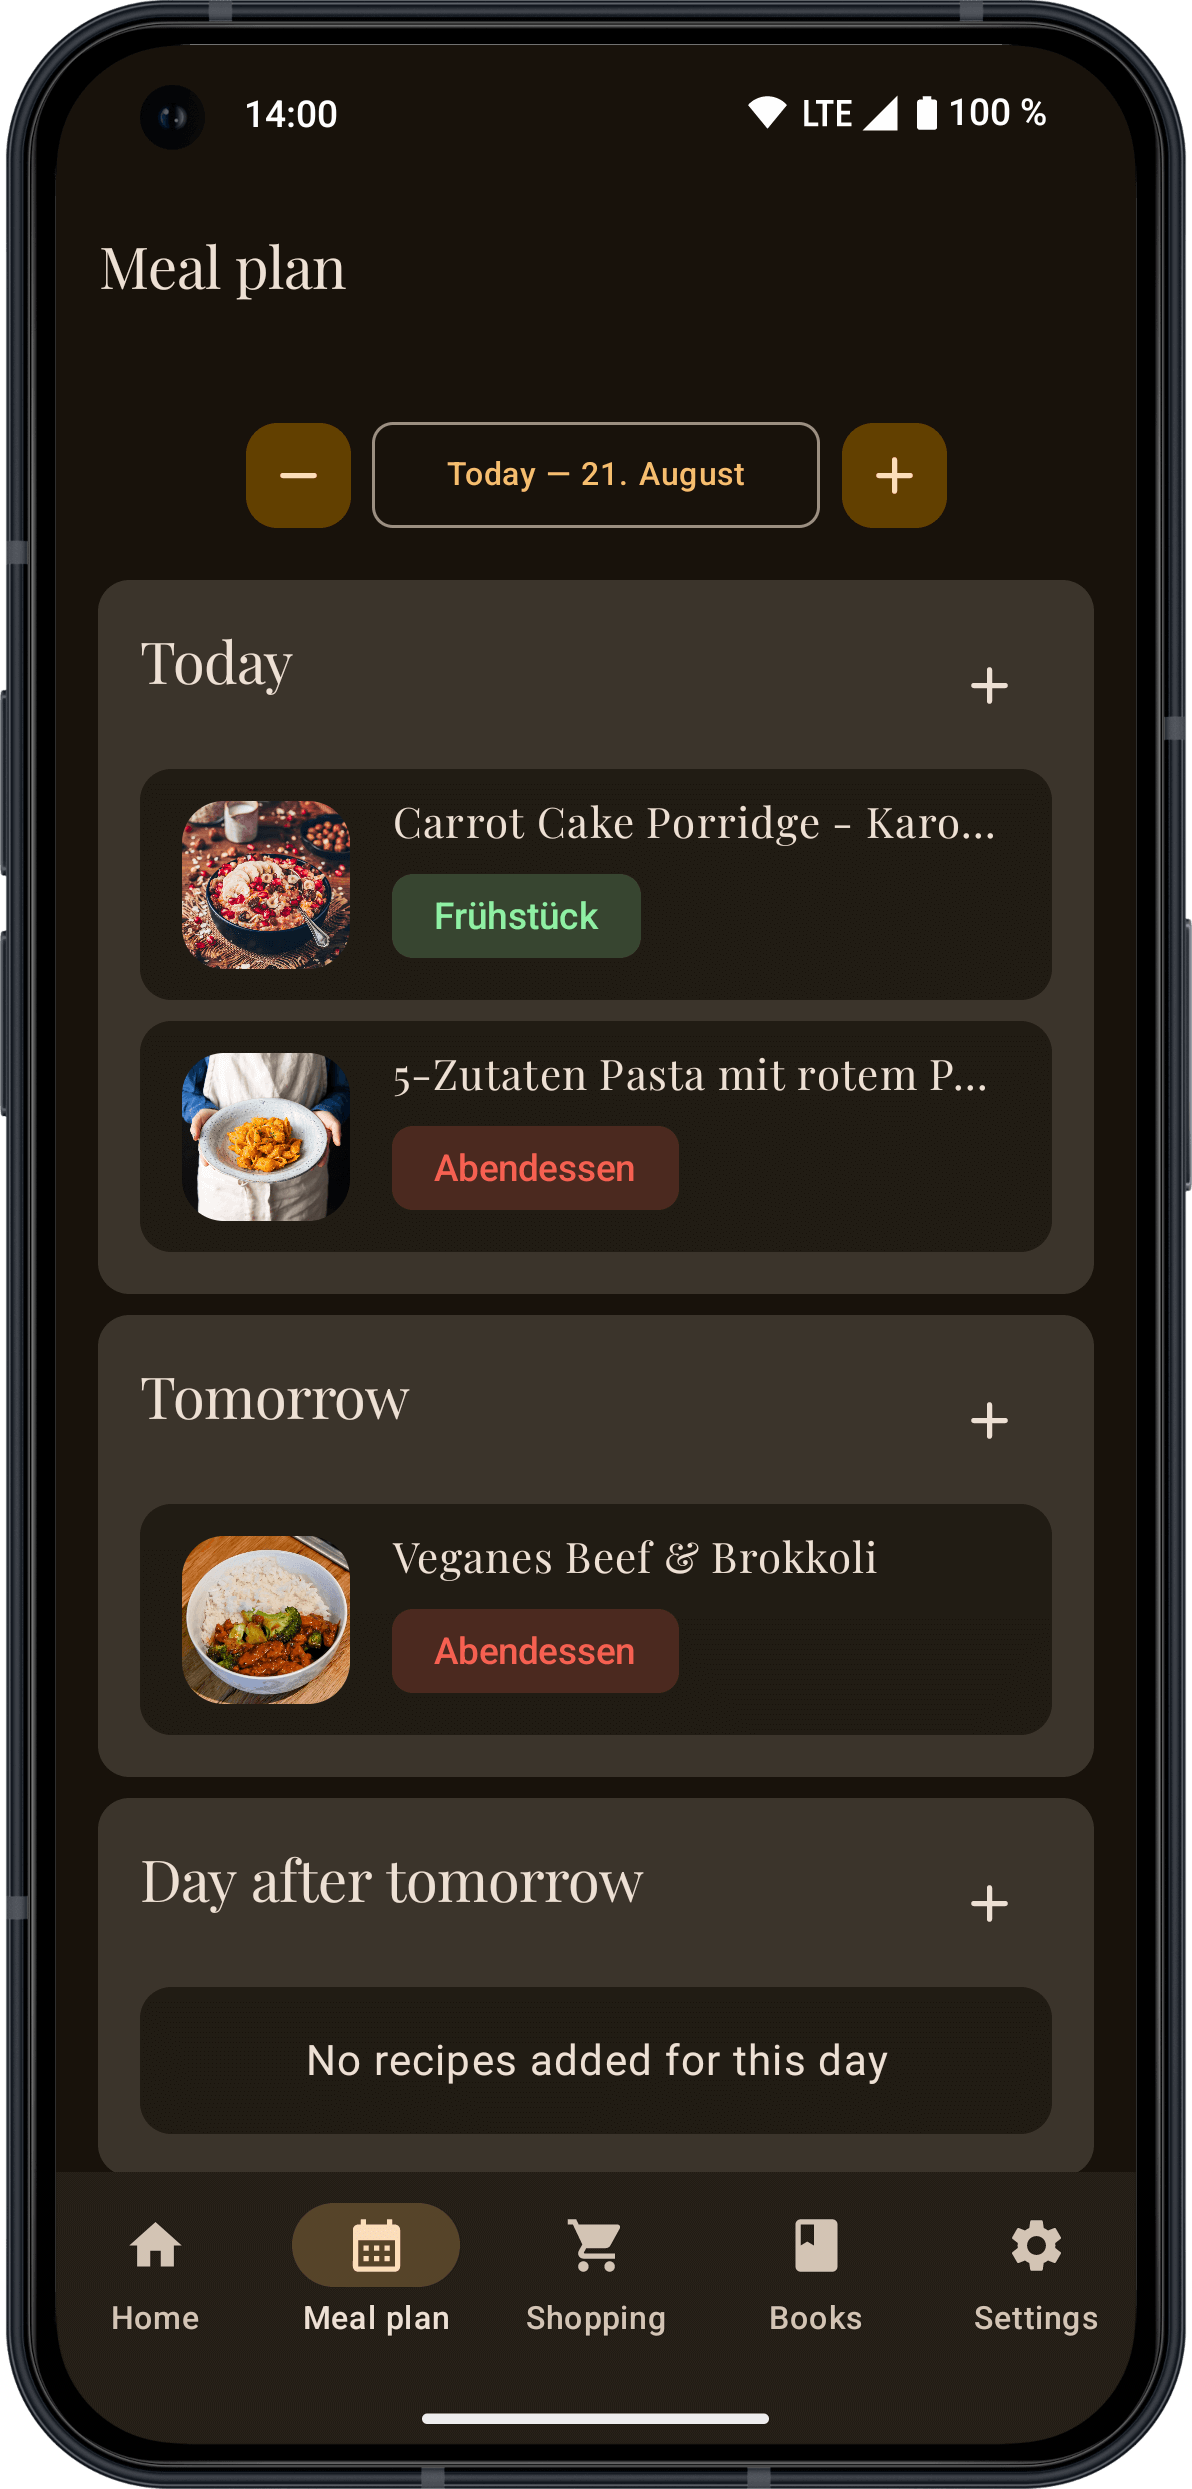 14:00
LTE 100 %
Meal plan
Today — 21. August
Today
Carrot Cake Porridge - Karo...
Frühstück
5-Zutaten Pasta mit rotem P...
Abendessen
Tomorrow
Veganes Beef & Brokkoli
Abendessen
Day after tomorrow
No recipes added for this day
Home
Meal plan
Shopping
Books
Settings